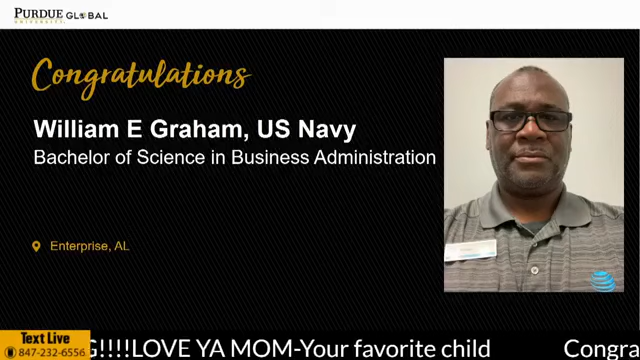 PURDUE GLOBAL
UNIVERSITY
Congratulations
William E Graham, US Navy
Bachelor of Science in Business Administration
Enterprise, AL
Text Live
847-232-6556
G!!!!LOVE YA MOM-Your favorite child
Congra